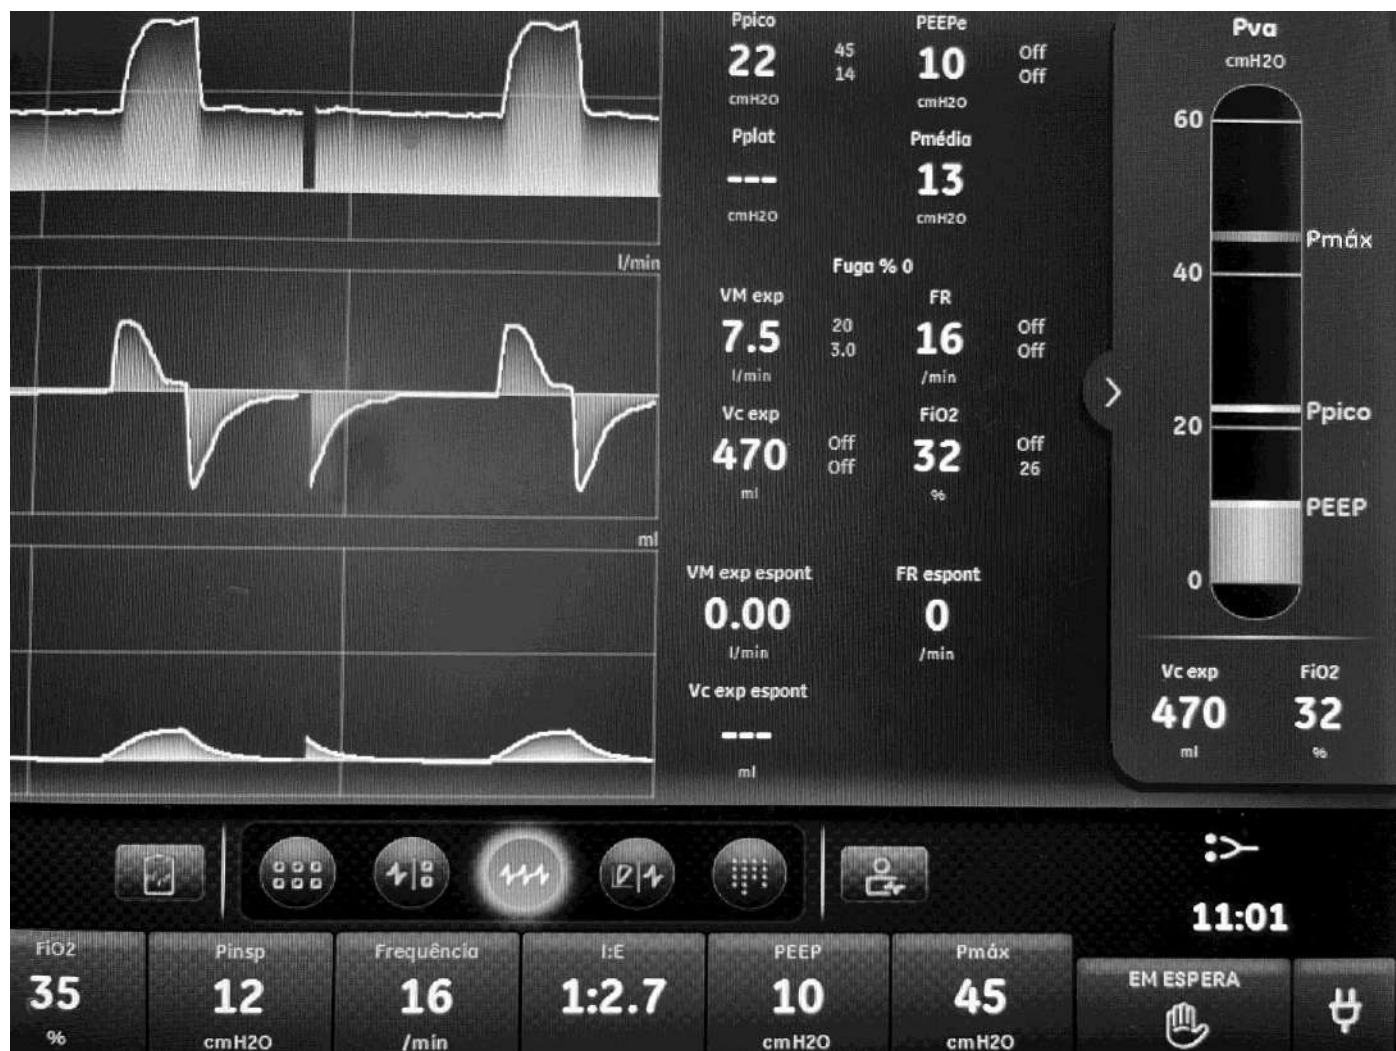 Ppico
PEEPe
22
45
14
10
Off
Off
cmH2O
cmH2O
Pplat
Pmédia
---
13
cmH2O
cmH2O
l/min
Fuga % 0
VM exp
FR
7.5
20
3.0
16
Off
Off
l/min
/min
Vc exp
FiO2
470
Off
Off
32
Off
26
ml
%
ml
VM exp espont
FR espont
0.00
0
l/min
/min
Vc exp espont
---
ml
Pva
cmH2O
60
Pmáx
40
Ppico
20
PEEP
0
Vc exp
FiO2
470
32
ml
%
11:01
FiO2
35
%
Pinsp
12
cmH2O
Frequência
16
/min
I:E
1:2.7
PEEP
10
cmH2O
Pmáx
45
cmH2O
EM ESPERA